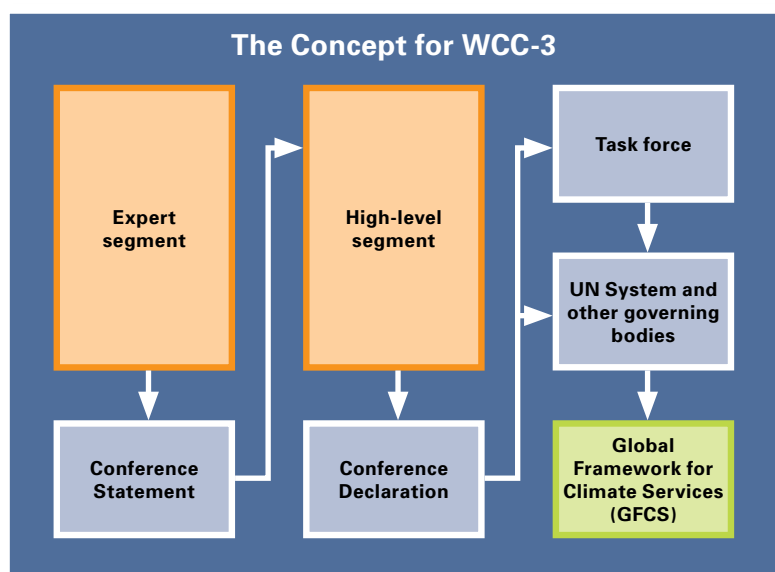 The Concept for WCC-3
Expert
segment
Conference
Statement
High-level
segment
Conference
Declaration
Task force
UN System and
other governing
bodies
Global
Framework for
Climate Services
(GFCS)